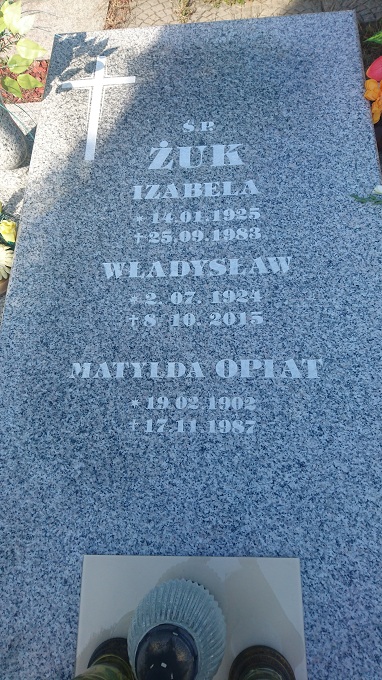 Ś.P.
ŻUK
IZABELA
* 14.01.1925
† 25.09.1983
WŁADYSŁAW
* 2. 07. 1924
† 8. 10. 2015
MATYLDA OPIAT
* 19.02.1902
† 17.11.1987